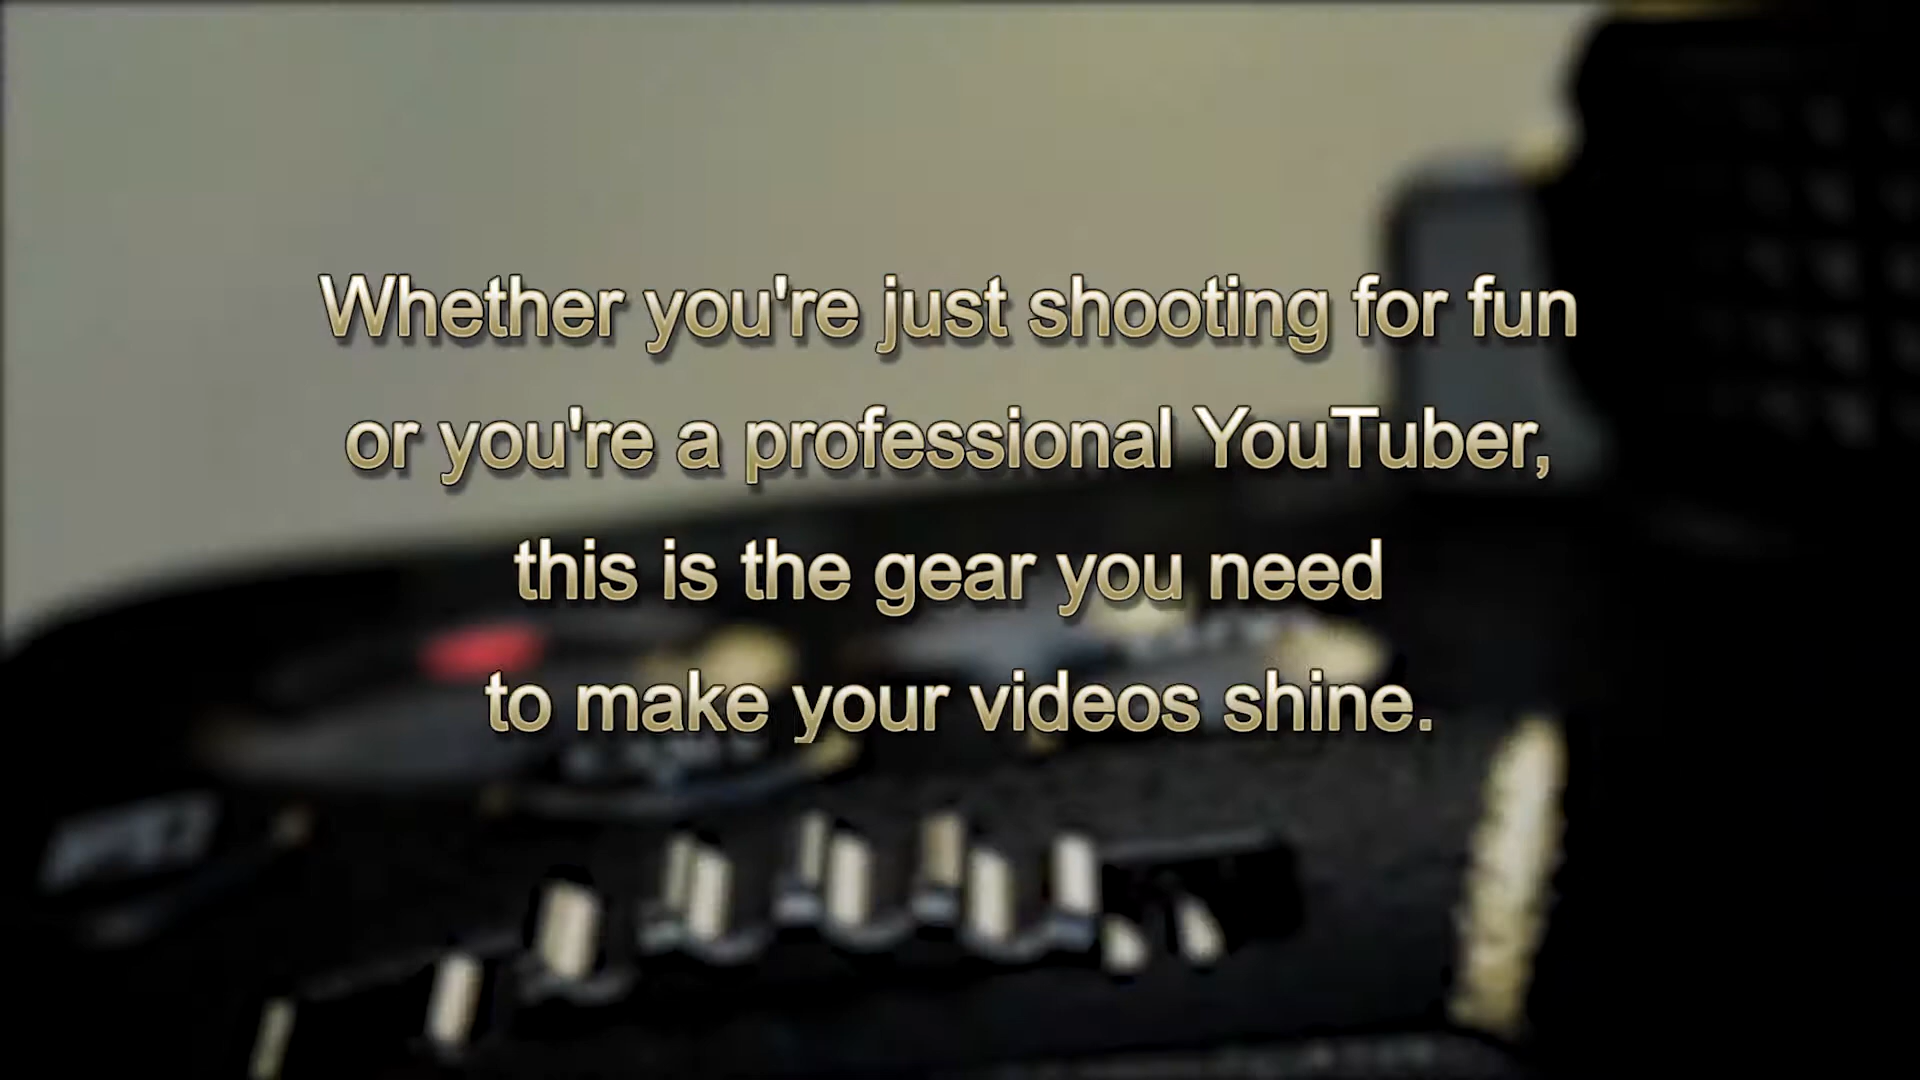 Whether you're just shooting for fun
or you're a professional YouTuber,
this is the gear you need
to make your videos shine.